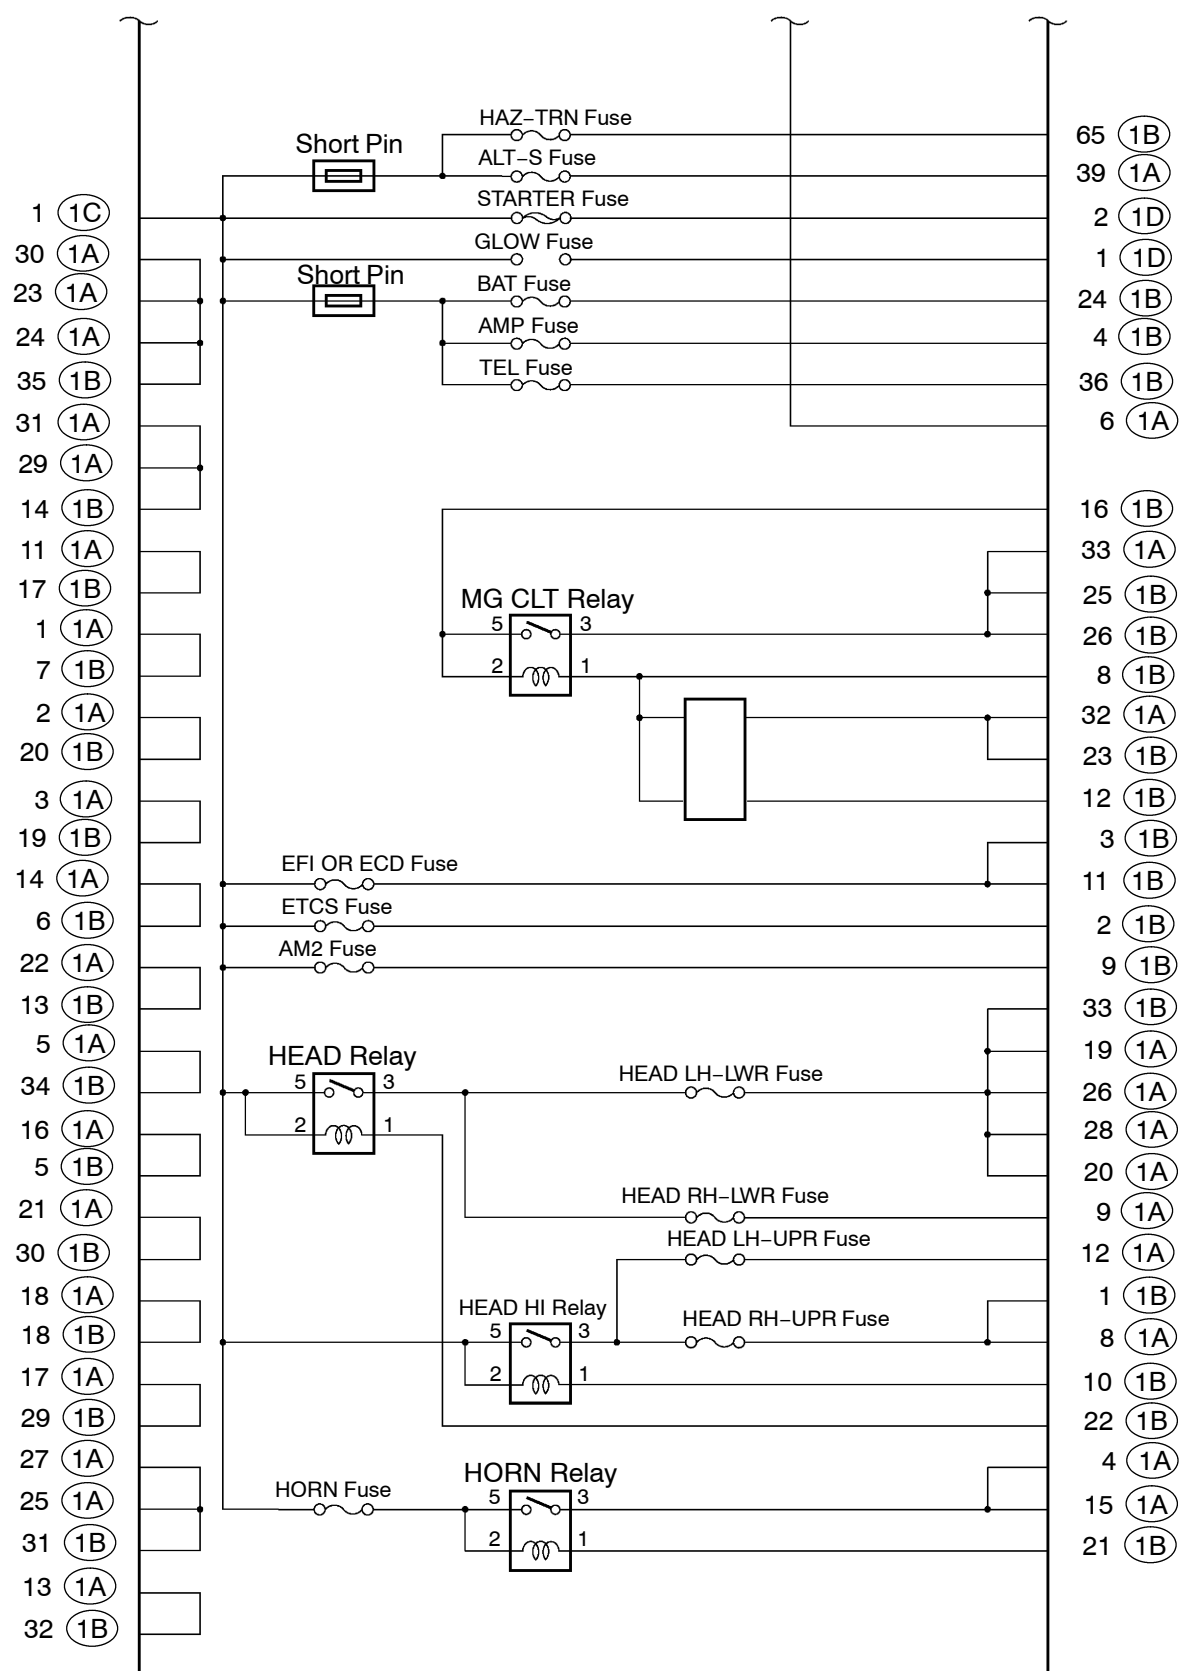 HAZ−TRN Fuse
65 1B
Short Pin
ALT−S Fuse
39 1A
STARTER Fuse
1 1C
2 1D
GLOW Fuse
30 1A
1 1D
Short Pin
BAT Fuse
23 1A
24 1B
AMP Fuse
24 1A
4 1B
TEL Fuse
35 1B
36 1B
31 1A
6 1A
29 1A
14 1B
16 1B
11 1A
33 1A
17 1B
25 1B
MG CLT Relay
1 1A
5 3
26 1B
7 1B
2 1
8 1B
2 1A
32 1A
20 1B
23 1B
3 1A
12 1B
19 1B
3 1B
EFI OR ECD Fuse
14 1A
11 1B
ETCS Fuse
6 1B
2 1B
AM2 Fuse
22 1A
9 1B
13 1B
33 1B
5 1A
19 1A
HEAD Relay
HEAD LH−LWR Fuse
34 1B
5 3
26 1A
16 1A
2 1
28 1A
5 1B
20 1A
HEAD RH−LWR Fuse
21 1A
9 1A
HEAD LH−UPR Fuse
30 1B
12 1A
18 1A
1 1B
HEAD HI Relay
HEAD RH−UPR Fuse
18 1B
5 3
8 1A
17 1A
2 1
10 1B
29 1B
22 1B
27 1A
4 1A
HORN Relay
HORN Fuse
25 1A
5 3
15 1A
31 1B
2 1
21 1B
13 1A
32 1B